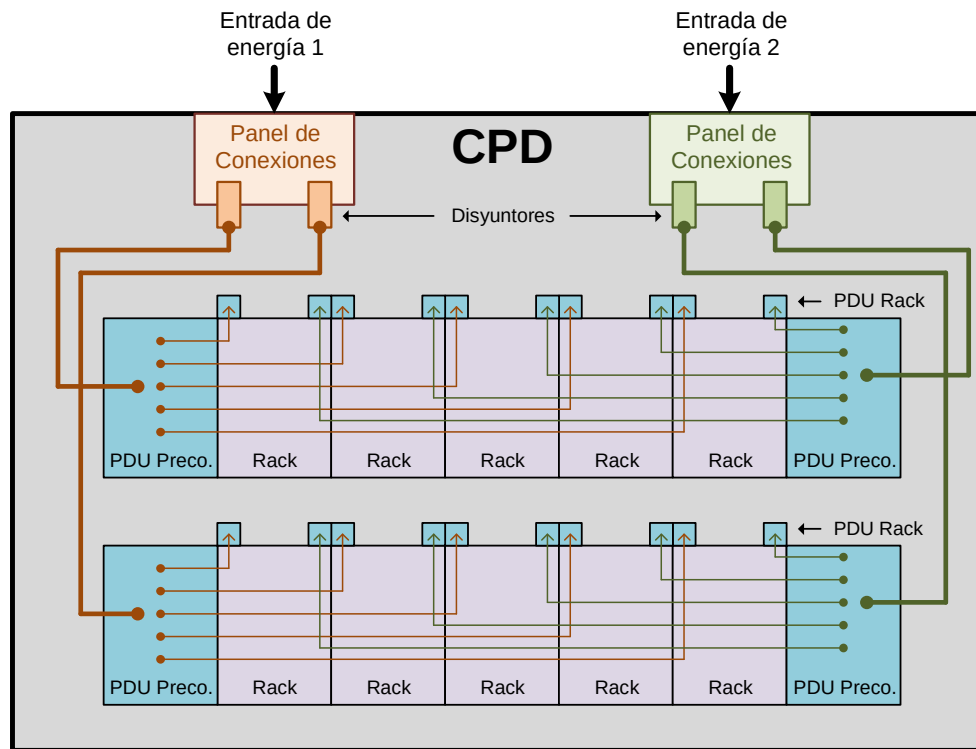 Entrada de
energía 1
Entrada de
energía 2
Panel de
Conexiones
CPD
Panel de
Conexiones
Disyuntores
PDU Rack
PDU Preco.
Rack
Rack
Rack
Rack
Rack
PDU Preco.
PDU Rack
PDU Preco.
Rack
Rack
Rack
Rack
Rack
PDU Preco.